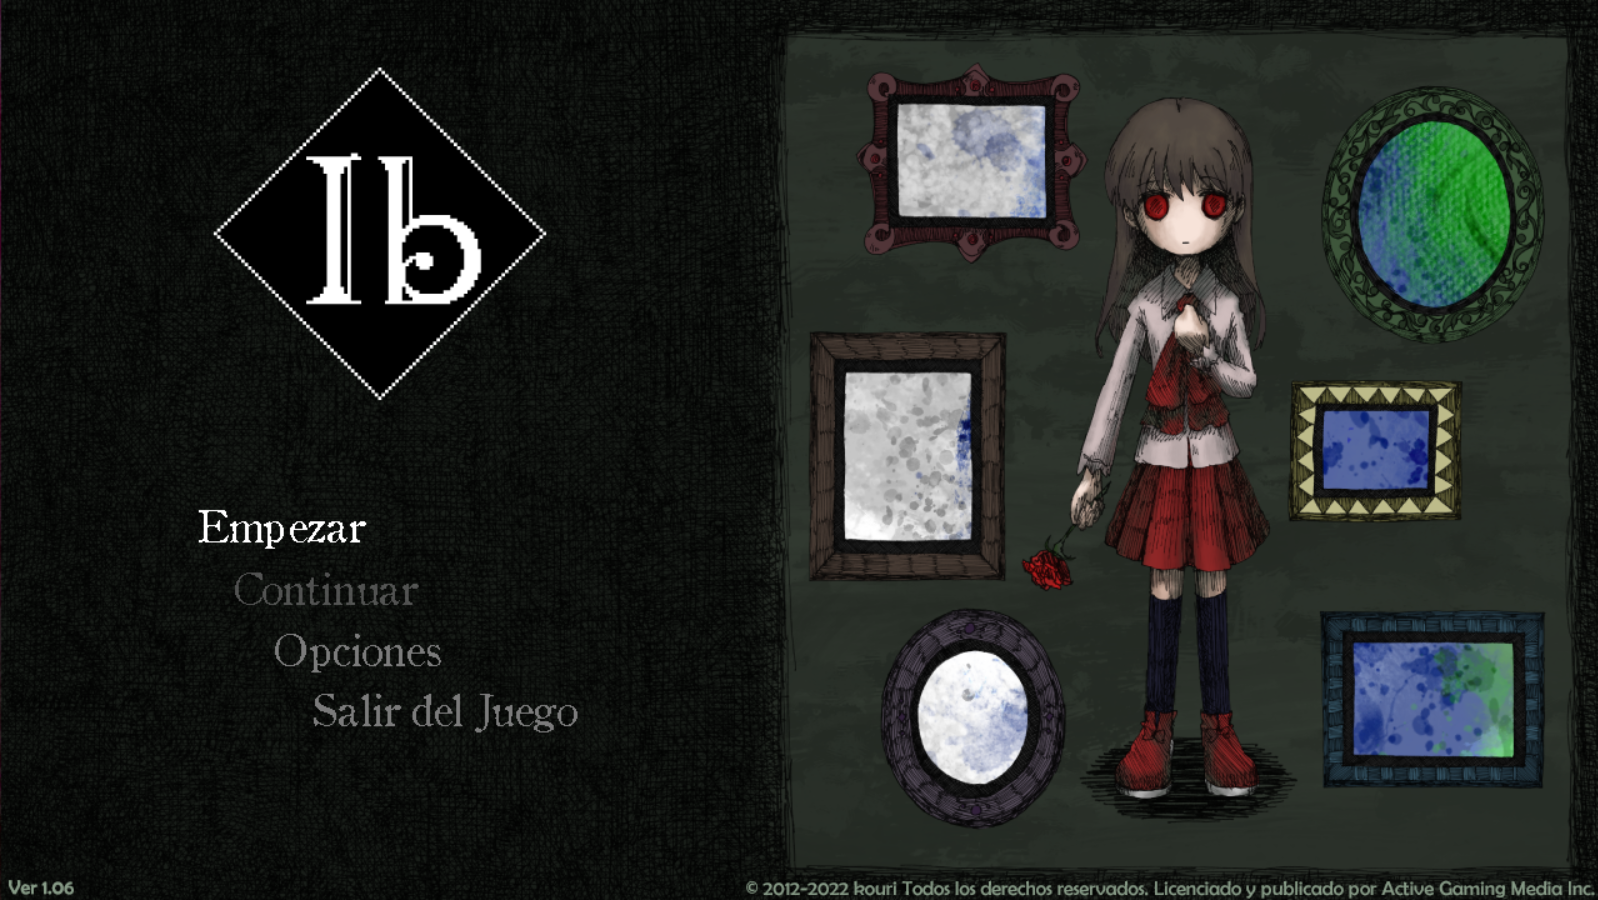 Ib
Empezar
Continuar
Opciones
Salir del Juego
Ver 1.06
© 2012-2022 kouri Todos los derechos reservados. Licenciado y publicado por Active Gaming Media Inc.